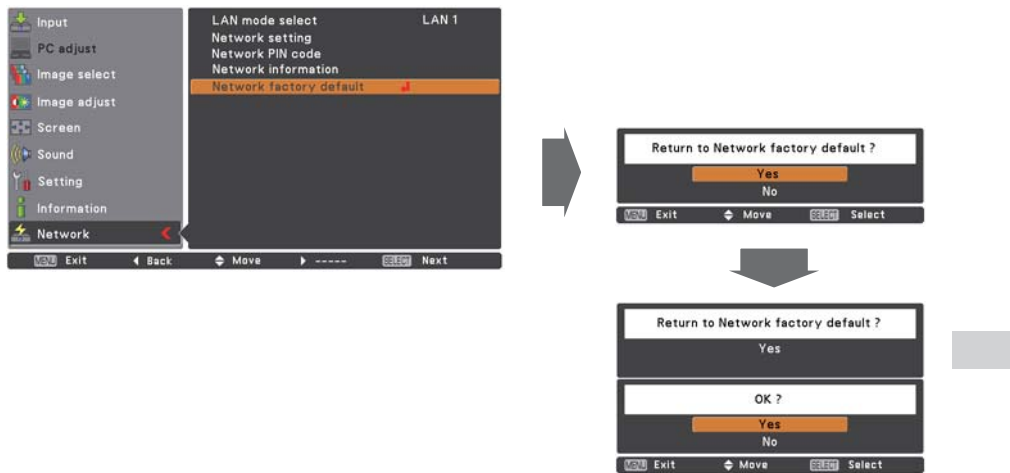 Input
PC adjust
Image select
Image adjust
Screen
Sound
Setting
Information
Network
LAN mode select LAN 1
Network setting
Network PIN code
Network information
Network factory default
MENU Exit Back Move ----- SELECT Next
Return to Network factory default ?
Yes
No
MENU Exit Move SELECT Select
Return to Network factory default ?
Yes
OK ?
Yes
No
MENU Exit Move SELECT Select